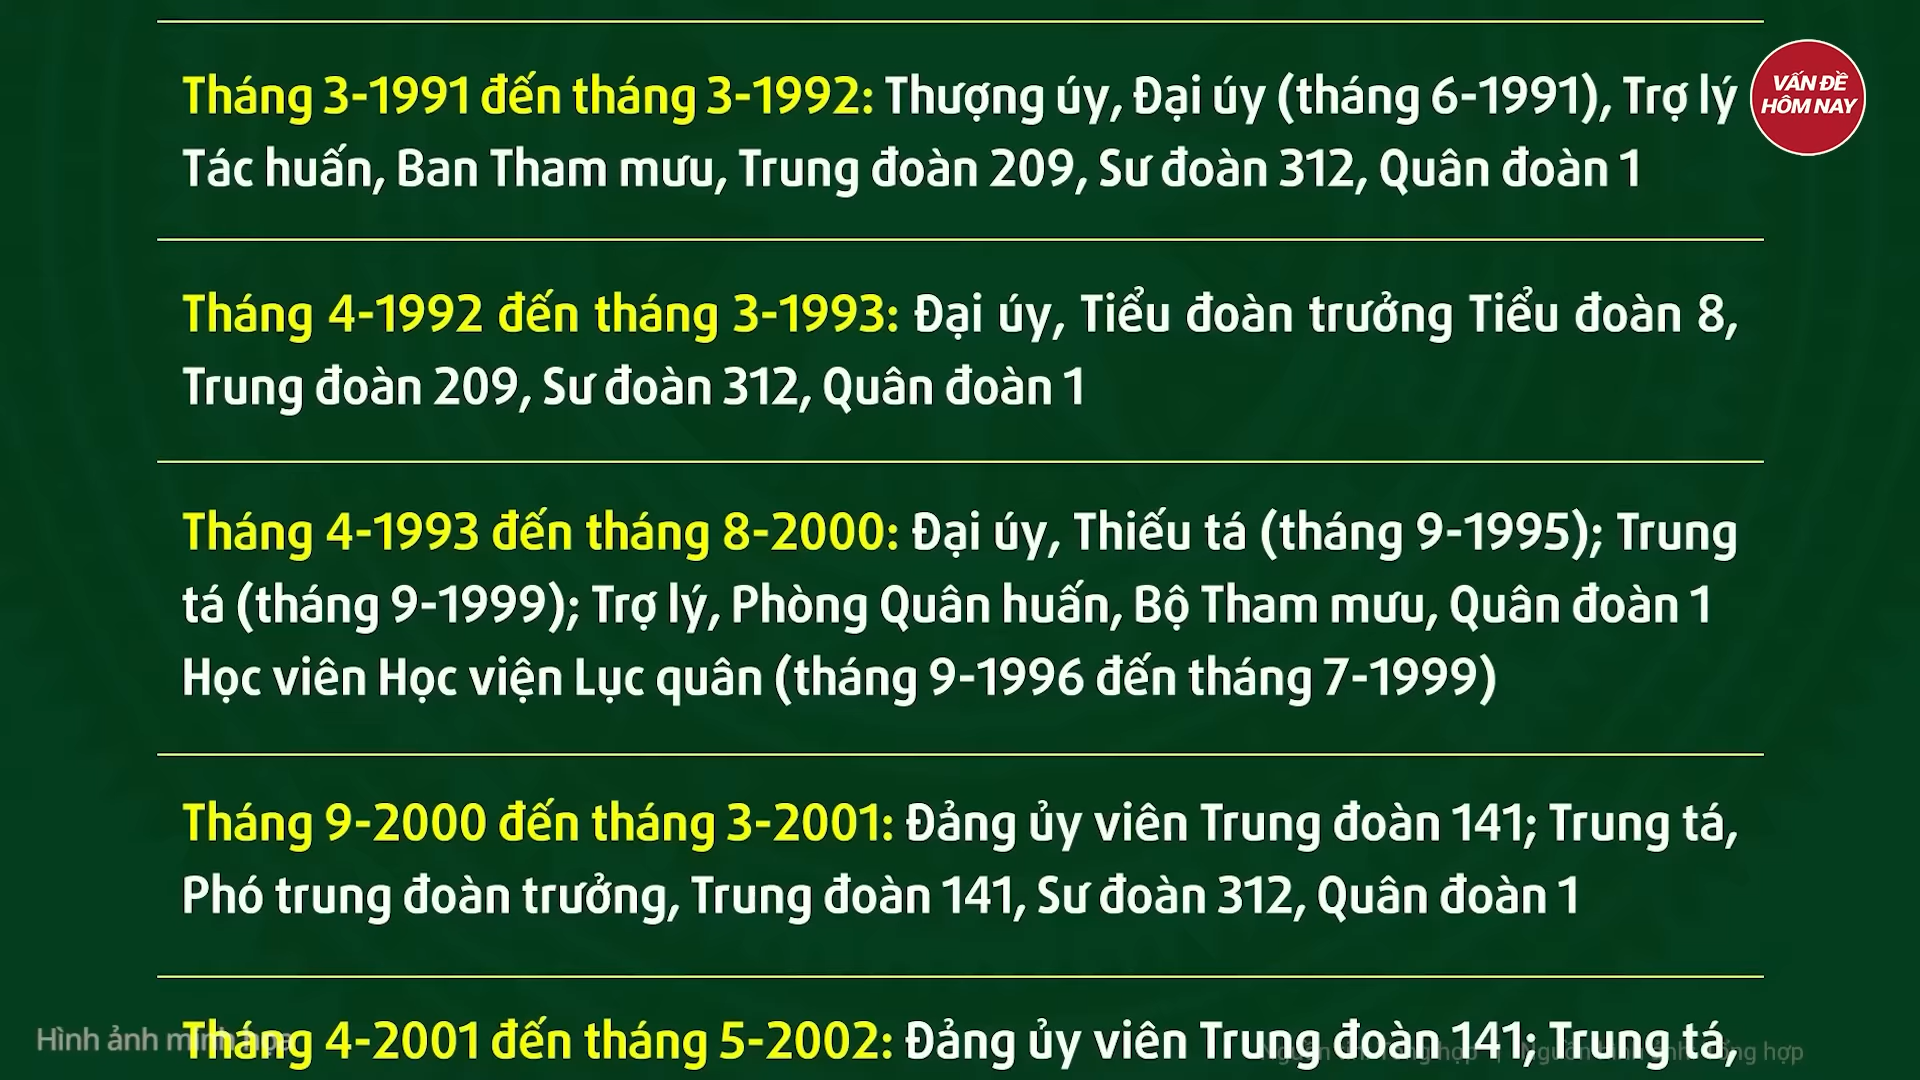 Tháng 3-1991 đến tháng 3-1992: Thượng úy, Đại úy (tháng 6-1991), Trợ lý
VẤN ĐỀ
HÔM NAY
Tác huấn, Ban Tham mưu, Trung đoàn 209, Sư đoàn 312, Quân đoàn 1
Tháng 4-1992 đến tháng 3-1993: Đại úy, Tiểu đoàn trưởng Tiểu đoàn 8,
Trung đoàn 209, Sư đoàn 312, Quân đoàn 1
Tháng 4-1993 đến tháng 8-2000: Đại úy, Thiếu tá (tháng 9-1995); Trung
tá (tháng 9-1999); Trợ lý, Phòng Quân huấn, Bộ Tham mưu, Quân đoàn 1
Học viên Học viện Lục quân (tháng 9-1996 đến tháng 7-1999)
Tháng 9-2000 đến tháng 3-2001: Đảng ủy viên Trung đoàn 141; Trung tá,
Phó trung đoàn trưởng, Trung đoàn 141, Sư đoàn 312, Quân đoàn 1
Tháng 4-2001 đến tháng 5-2002: Đảng ủy viên Trung đoàn 141; Trung tá,
Hình ảnh minh họa